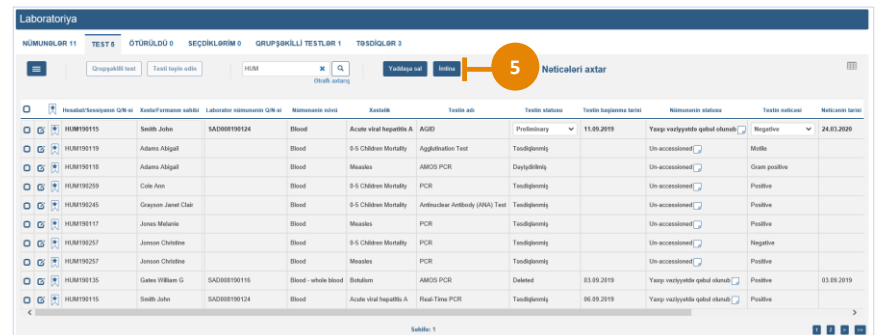 Laboratoriya
NÜMUNƏLƏR 11 TEST 6 ÖTÜRÜLDÜ 0 SEÇDİKLƏRİM 0 QRUPŞƏKİLLİ TESTLƏR 1 TƏSDİQLƏR 3
Qrupşəkilli test Testi təyin edin HUM Yaddaşa sal İmtina 5 Nəticələri axtar
Ətraflı axtarış
Hesabat/Sessiyanın Q/N-si Xəstə/Fermanın sahibi Laborator nümunənin Q/N-si Nümunənin növü Xəstəlik Testin adı Testin statusu Testin başlanma tarixi Nümunənin statusu Testin nəticəsi Nəticənin tarixi
HUM190115 Smith John SAD008190124 Blood Acute viral hepatitis A AGID Preliminary 11.09.2019 Yaxşı vəziyyətdə qəbul olunub Negative 24.03.2020
HUM190119 Adams Abigail Blood 0-5 Children Mortality Agglutination Test Təsdiqlənmiş Un-accessioned Motile
HUM190118 Adams Abigail Blood Measles AMOS PCR Dəyişdirilmiş Un-accessioned Gram positive
HUM190259 Cole Ann Blood 0-5 Children Mortality PCR Təsdiqlənmiş Un-accessioned Positive
HUM190245 Grayson Janet Clair Blood 0-5 Children Mortality Antinuclear Antibody (ANA) Test Təsdiqlənmiş Un-accessioned Positive
HUM190117 Jones Melanie Blood Measles PCR Təsdiqlənmiş Un-accessioned Positive
HUM190257 Jonson Christine Blood 0-5 Children Mortality PCR Təsdiqlənmiş Un-accessioned Negative
HUM190257 Jonson Christine Blood Measles PCR Təsdiqlənmiş Un-accessioned Positive
HUM190135 Gates William G SAD008190116 Blood - whole blood Botulism AMOS PCR Deleted 03.09.2019 Yaxşı vəziyyətdə qəbul olunub Positive 03.09.2019
HUM190115 Smith John SAD008190124 Blood Acute viral hepatitis A Real-Time PCR Təsdiqlənmiş 06.09.2019 Yaxşı vəziyyətdə qəbul olunub Positive
Səhifə: 1 1 2 > >>